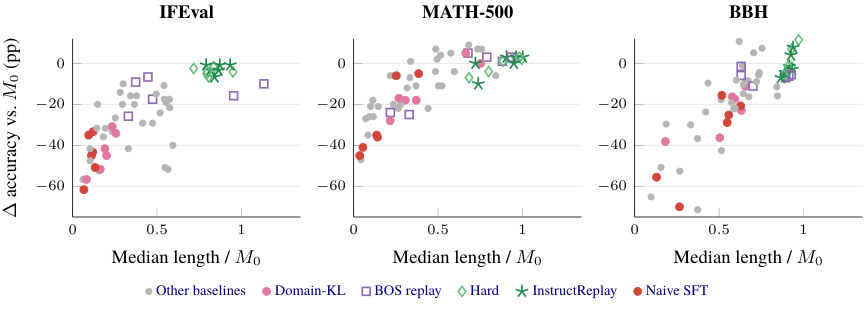 IFEval
MATH-500
BBH
Δ accuracy vs. M₀ (pp)
0
−20
−40
−60
0
0.5
1
0
−20
−40
−60
0
0.5
1
0
−20
−40
−60
0
0.5
1
Median length / M₀
Median length / M₀
Median length / M₀
Other baselines Domain-KL BOS replay Hard InstructReplay Naive SFT